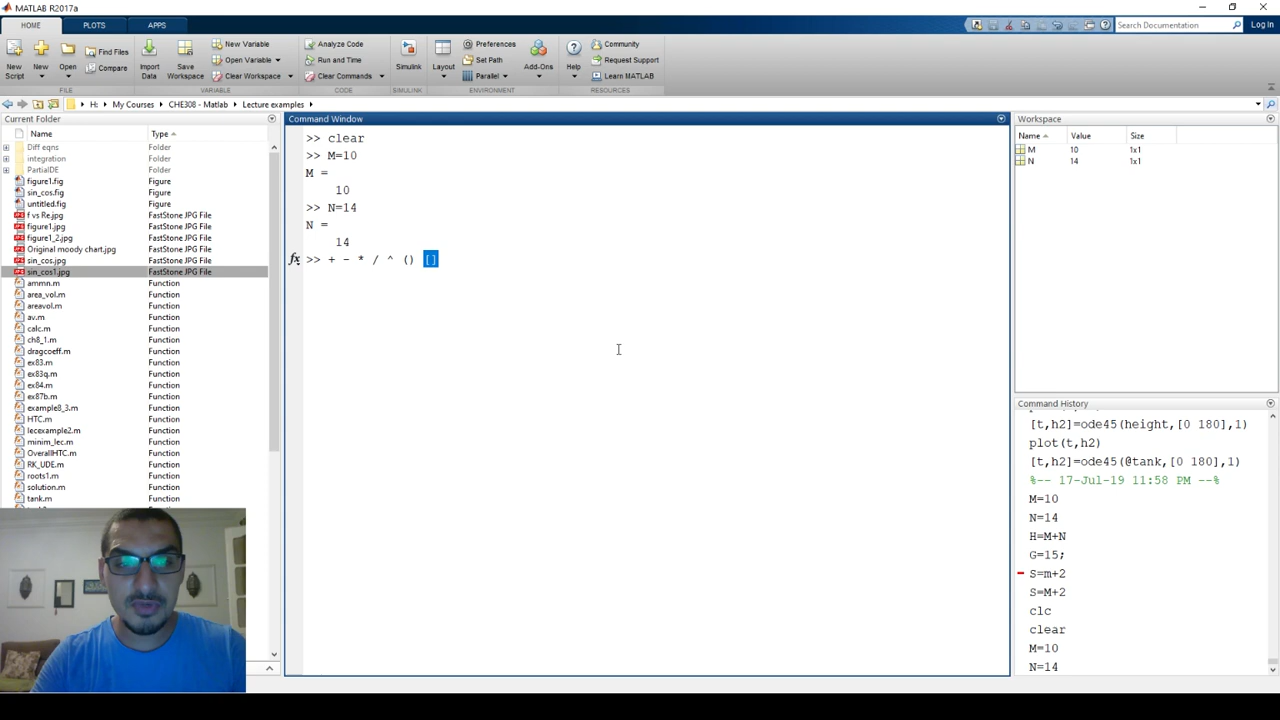 MATLAB R2017a
HOME
PLOTS
APPS
Search Documentation
Log In
New Script
New
Open
Find Files
Compare
Import Data
Save Workspace
New Variable
Open Variable
Clear Workspace
Analyze Code
Run and Time
Clear Commands
Simulink
Layout
Preferences
Set Path
Parallel
Add-Ons
Help
Community
Request Support
Learn MATLAB
FILE
VARIABLE
CODE
SIMULINK
ENVIRONMENT
RESOURCES
H: My Courses CHE308 - Matlab Lecture examples
Current Folder
Name Type
Diff eqns Folder
integration Folder
PartialDE Folder
figure1.fig Figure
sin_cos.fig Figure
untitled.fig Figure
f vs Re.jpg FastStone JPG File
figure1.jpg FastStone JPG File
figure1_2.jpg FastStone JPG File
Original moody chart.jpg FastStone JPG File
sin_cos.jpg FastStone JPG File
sin_cos1.jpg FastStone JPG File
ammn.m Function
area_vol.m Function
areavol.m Function
av.m Function
calc.m Function
ch8_1.m Function
dragcoeff.m Function
ex83.m Function
ex83q.m Function
ex84.m Function
ex87b.m Function
example8_3.m Function
HTC.m Function
lecexample2.m Function
minim_lec.m Function
OverallHTC.m Function
RK_UDE.m Function
roots1.m Function
solution.m Function
tank.m Function
Command Window
>> clear
>> M=10
M =
10
>> N=14
N =
14
fx >> + - * / ^ () []
Workspace
Name Value Size
M 10 1x1
N 14 1x1
Command History
[t,h2]=ode45(height,[0 180],1)
plot(t,h2)
[t,h2]=ode45(@tank,[0 180],1)
%-- 17-Jul-19 11:58 PM --%
M=10
N=14
H=M+N
G=15;
S=m+2
S=M+2
clc
clear
M=10
N=14